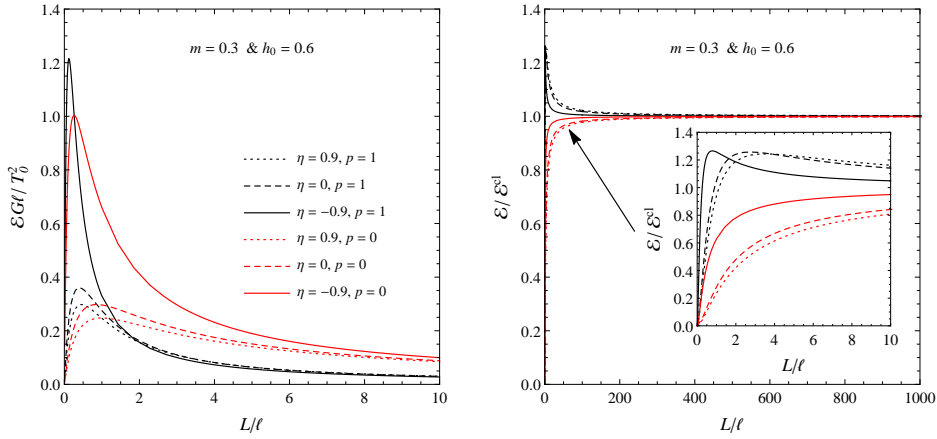 m = 0.3 & h₀ = 0.6
η = 0.9, p = 1
η = 0, p = 1
η = −0.9, p = 1
η = 0.9, p = 0
η = 0, p = 0
η = −0.9, p = 0
ℰGℓ/T₀²
1.4
1.2
1.0
0.8
0.6
0.4
0.2
0.0
0 2 4 6 8 10
L/ℓ
m = 0.3 & h₀ = 0.6
ℰ/ℰᶜˡ
1.4
1.2
1.0
0.8
0.6
0.4
0.2
0.0
0 200 400 600 800 1000
L/ℓ
ℰ/ℰᶜˡ
1.4
1.2
1.0
0.8
0.6
0.4
0.2
0.0
0 2 4 6 8 10
L/ℓ